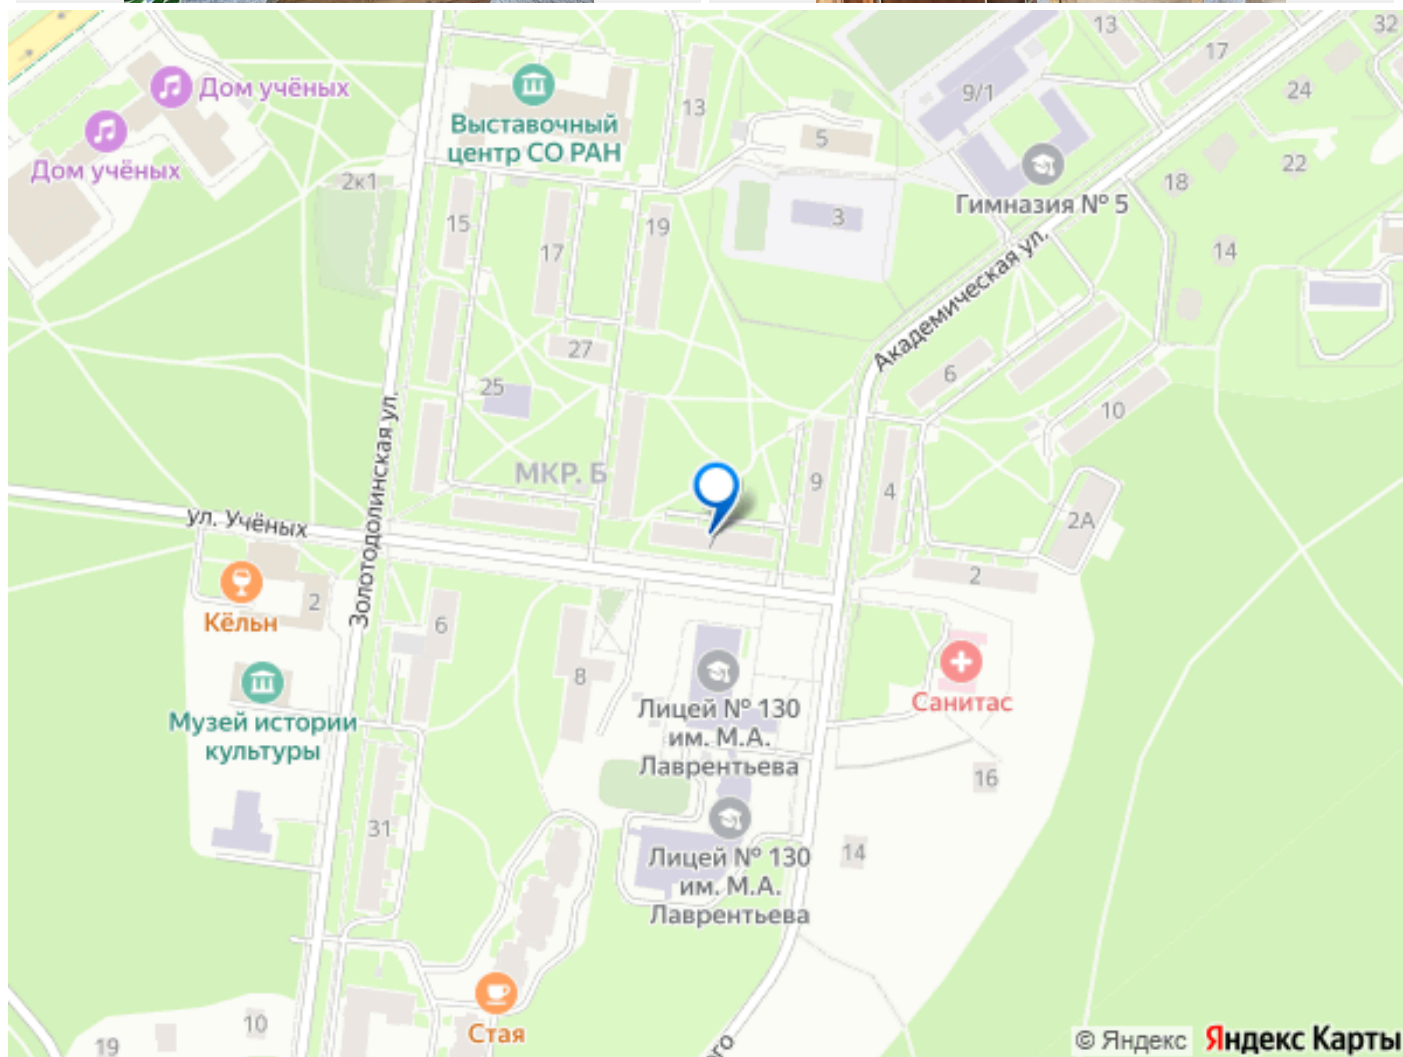 13
32
17
24
9/1
Дом учёных
13
5
Выставочный
центр СО РАН
Дом учёных
22
2к1
18
Гимназия № 5
15
19
3
17
14
Академическая ул.
27
6
25
10
Золотодолинская ул.
МКР. Б
9
4
2А
ул. Учёных
2
2
Кёльн
6
8
Санитас
Лицей № 130
им. М.А.
Лаврентьева
Музей истории
культуры
16
31
14
Лицей № 130
им. М.А.
Лаврентьева
10
19
Стая
ого
© Яндекс Яндекс Карты